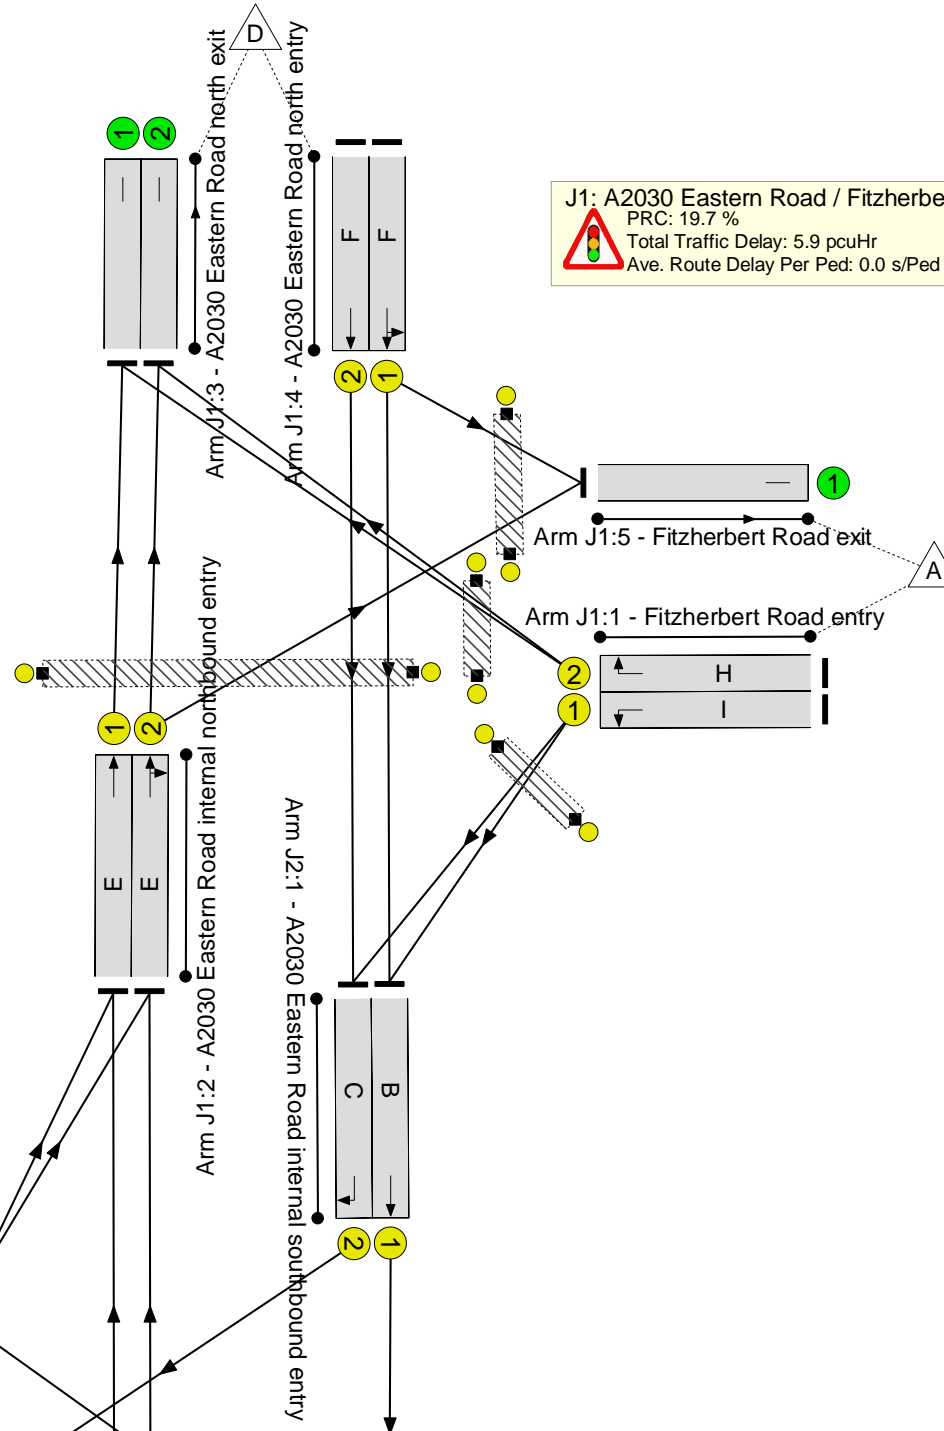 D
1
2
Arm J1:3 - A2030 Eastern Road north exit
Arm J1:4 - A2030 Eastern Road north entry
F
F
2
1
J1: A2030 Eastern Road / Fitzherbe
PRC: 19.7 %
Total Traffic Delay: 5.9 pcuHr
Ave. Route Delay Per Ped: 0.0 s/Ped
1
Arm J1:5 - Fitzherbert Road exit
A
Arm J1:1 - Fitzherbert Road entry
2
H
1
I
1
2
E
E
Arm J1:2 - A2030 Eastern Road internal northbound entry
Arm J2:1 - A2030 Eastern Road internal southbound entry
C
B
2
1